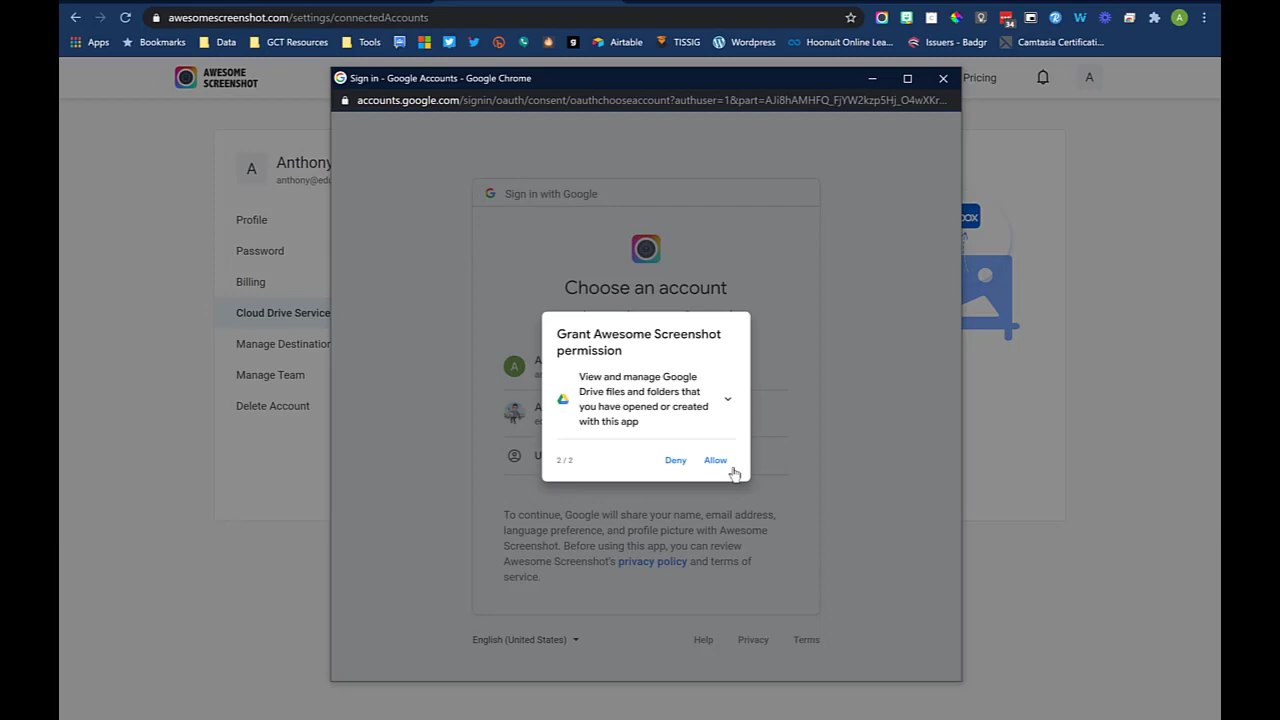 awesomescreenshot.com/settings/connectedAccounts
34
A
Apps
Bookmarks
Data
GCT Resources
Tools
Airtable
TISSIG
Wordpress
Hoonuit Online Lea...
Issuers - Badgr
Camtasia Certificati...
AWESOME
SCREENSHOT
Pricing
A
Sign in - Google Accounts - Google Chrome
accounts.google.com/signin/oauth/consent/oauthchooseaccount?authuser=1&part=AJi8hAMHFQ_FjYW2kzp5Hj_O4wXKr...
A
Anthony
anthony@edu
Profile
Password
Billing
Cloud Drive Service
Manage Destination
Manage Team
Delete Account
box
Sign in with Google
Choose an account
A
Grant Awesome Screenshot
permission
View and manage Google
Drive files and folders that
you have opened or created
with this app
2 / 2
Deny
Allow
To continue, Google will share your name, email address,
language preference, and profile picture with Awesome
Screenshot. Before using this app, you can review
Awesome Screenshot's privacy policy and terms of
service.
English (United States)
Help
Privacy
Terms